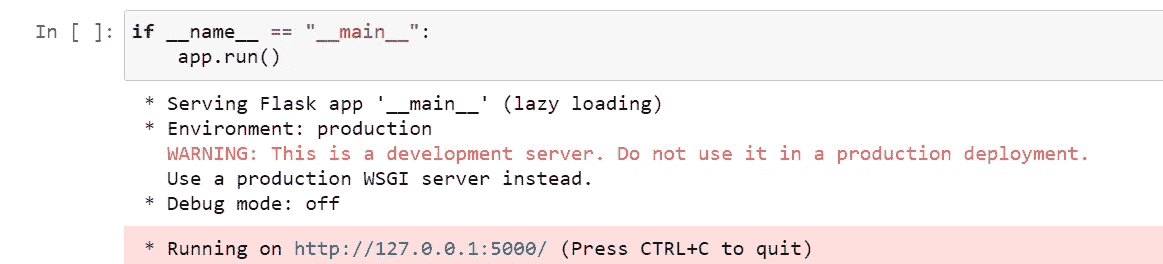 In [ ]: if __name__ == "__main__":
app.run()
* Serving Flask app '__main__' (lazy loading)
* Environment: production
WARNING: This is a development server. Do not use it in a production deployment.
Use a production WSGI server instead.
* Debug mode: off
* Running on http://127.0.0.1:5000/ (Press CTRL+C to quit)